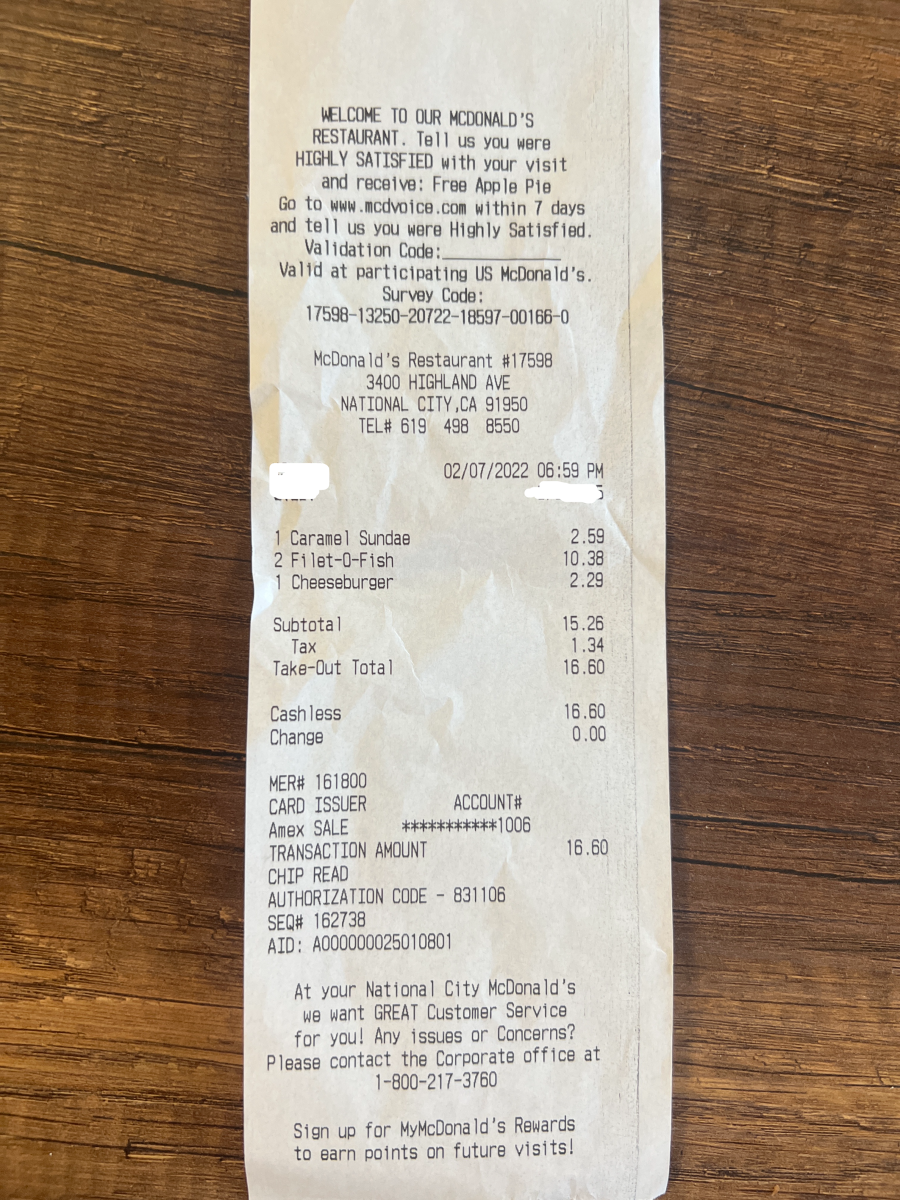 WELCOME TO OUR MCDONALD'S
RESTAURANT. Tell us you were
HIGHLY SATISFIED with your visit
and receive: Free Apple Pie
Go to www.mcdvoice.com within 7 days
and tell us you were Highly Satisfied.
Validation Code:____________
Valid at participating US McDonald's.
Survey Code:
17598-13250-20722-18597-00166-0
McDonald's Restaurant #17598
3400 HIGHLAND AVE
NATIONAL CITY,CA 91950
TEL# 619 498 8550
02/07/2022 06:59 PM
1 Caramel Sundae 2.59
2 Filet-O-Fish 10.38
1 Cheeseburger 2.29
Subtotal 15.26
Tax 1.34
Take-Out Total 16.60
Cashless 16.60
Change 0.00
MER# 161800
CARD ISSUER ACCOUNT#
Amex SALE ***********1006
TRANSACTION AMOUNT 16.60
CHIP READ
AUTHORIZATION CODE - 831106
SEQ# 162738
AID: A000000025010801
At your National City McDonald's
we want GREAT Customer Service
for you! Any issues or Concerns?
Please contact the Corporate office at
1-800-217-3760
Sign up for MyMcDonald's Rewards
to earn points on future visits!